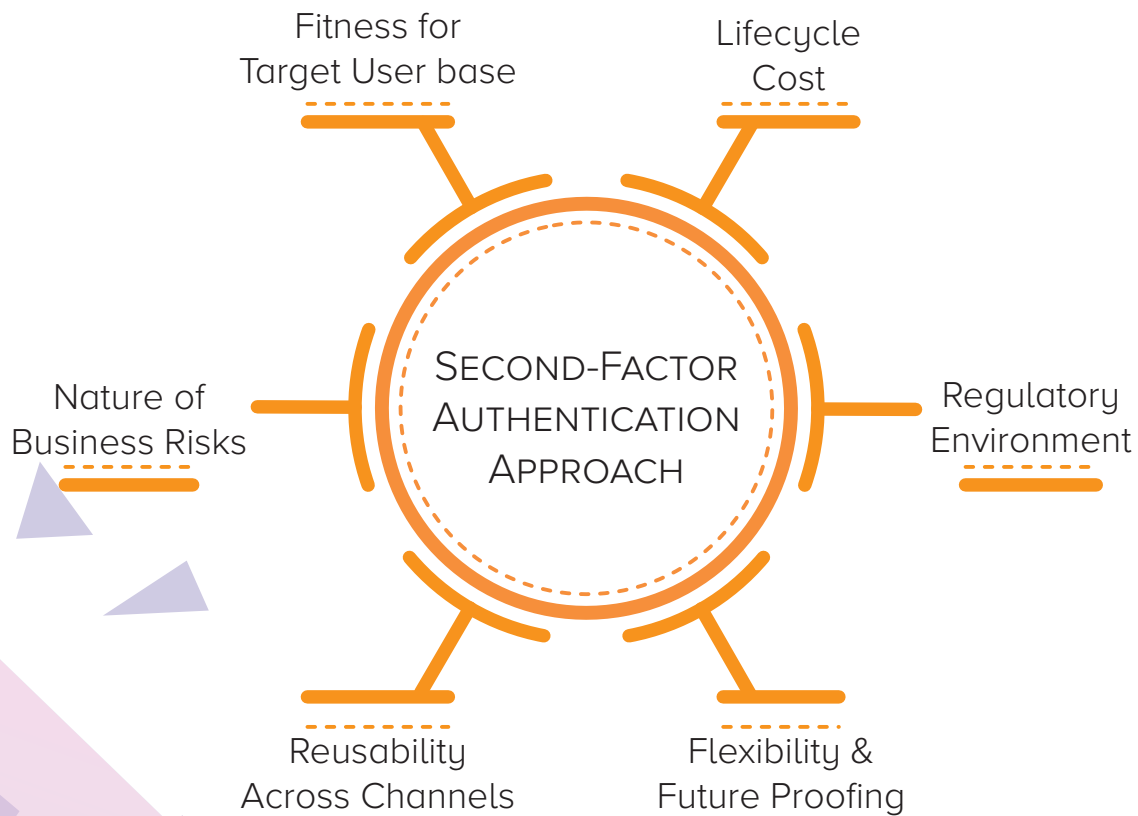 Fitness for
Target User base
Lifecycle
Cost
Nature of
Business Risks
SECOND-FACTOR
AUTHENTICATION
APPROACH
Regulatory
Environment
Reusability
Across Channels
Flexibility &
Future Proofing